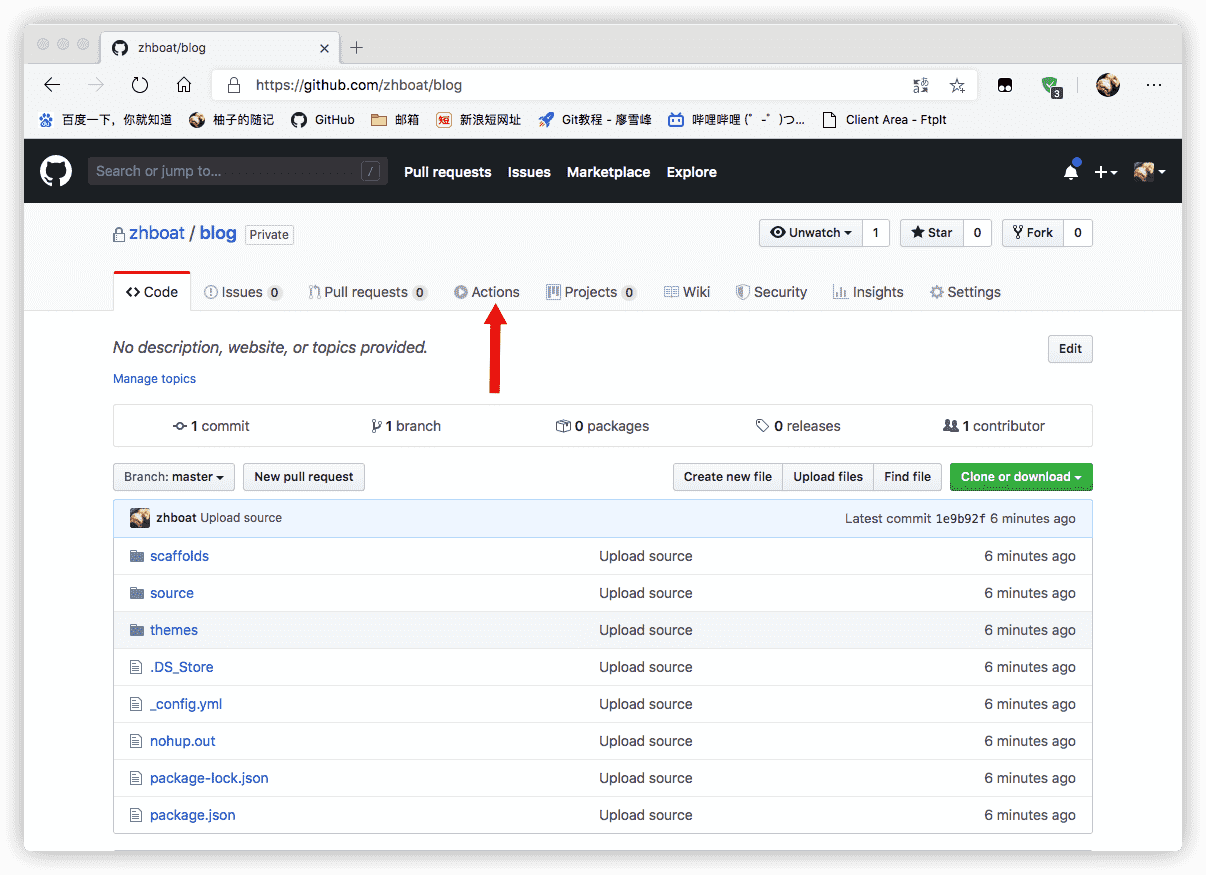 zhboat/blog
https://github.com/zhboat/blog
3
百度一下，你就知道 柚子的随记 GitHub 邮箱 短 新浪短网址 Git教程 - 廖雪峰 哔哩哔哩 (゜-゜)つ... Client Area - FtpIt
Search or jump to... / Pull requests Issues Marketplace Explore
zhboat / blog Private Unwatch 1 Star 0 Fork 0
Code Issues 0 Pull requests 0 Actions Projects 0 Wiki Security Insights Settings
No description, website, or topics provided. Edit
Manage topics
1 commit 1 branch 0 packages 0 releases 1 contributor
Branch: master New pull request Create new file Upload files Find file Clone or download
zhboat Upload source Latest commit 1e9b92f 6 minutes ago
scaffolds Upload source 6 minutes ago
source Upload source 6 minutes ago
themes Upload source 6 minutes ago
.DS_Store Upload source 6 minutes ago
_config.yml Upload source 6 minutes ago
nohup.out Upload source 6 minutes ago
package-lock.json Upload source 6 minutes ago
package.json Upload source 6 minutes ago